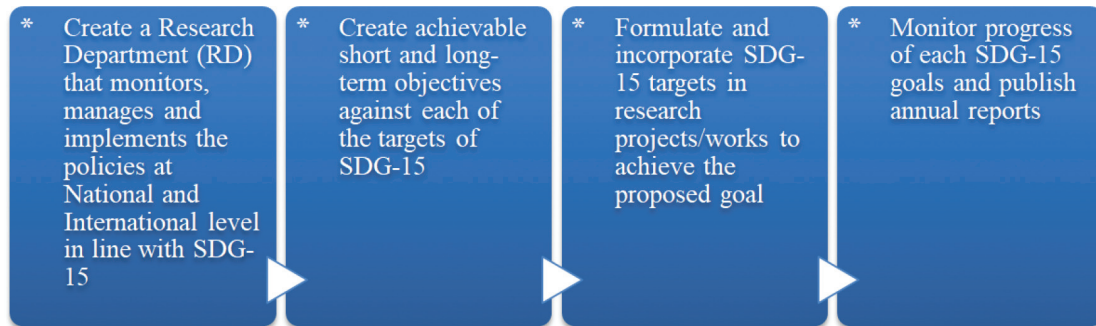 * Create a Research
Department (RD)
that monitors,
manages and
implements the
policies at
National and
International level
in line with SDG-
15
* Create achievable
short and long-
term objectives
against each of
the targets of
SDG-15
* Formulate and
incorporate SDG-
15 targets in
research
projects/works to
achieve the
proposed goal
* Monitor progress
of each SDG-15
goals and publish
annual reports